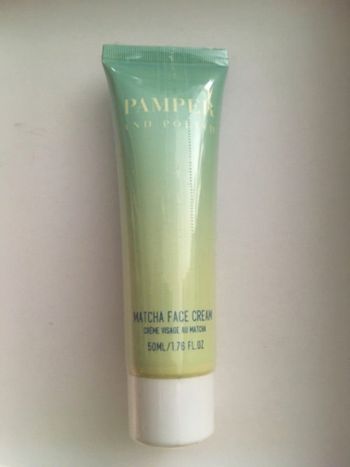 PAMPER
AND POLISH
MATCHA FACE CREAM
CRÈME VISAGE AU MATCHA
50ML/1.76 FL.OZ